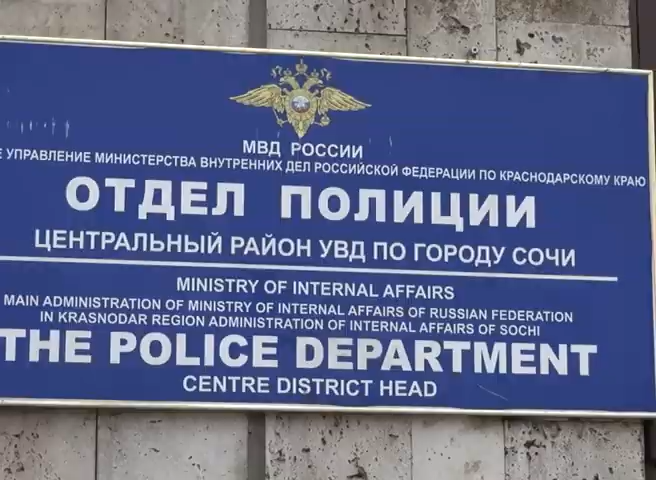 МВД РОССИИ
УПРАВЛЕНИЕ МИНИСТЕРСТВА ВНУТРЕННИХ ДЕЛ РОССИЙСКОЙ ФЕДЕРАЦИИ ПО КРАСНОДАРСКОМУ КРАЮ
ОТДЕЛ ПОЛИЦИИ
ЦЕНТРАЛЬНЫЙ РАЙОН УВД ПО ГОРОДУ СОЧИ
MINISTRY OF INTERNAL AFFAIRS
MAIN ADMINISTRATION OF MINISTRY OF INTERNAL AFFAIRS OF RUSSIAN FEDERATION
IN KRASNODAR REGION ADMINISTRATION OF INTERNAL AFFAIRS OF SOCHI
THE POLICE DEPARTMENT
CENTRE DISTRICT HEAD